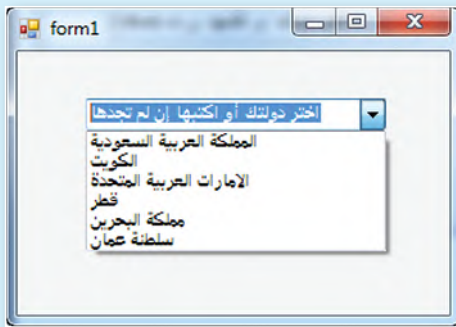 form1
اختر دولتك أو اكتبها إن لم تجدها
المملكة العربية السعودية
الكويت
الامارات العربية المتحدة
قطر
مملكة البحرين
سلطنة عمان